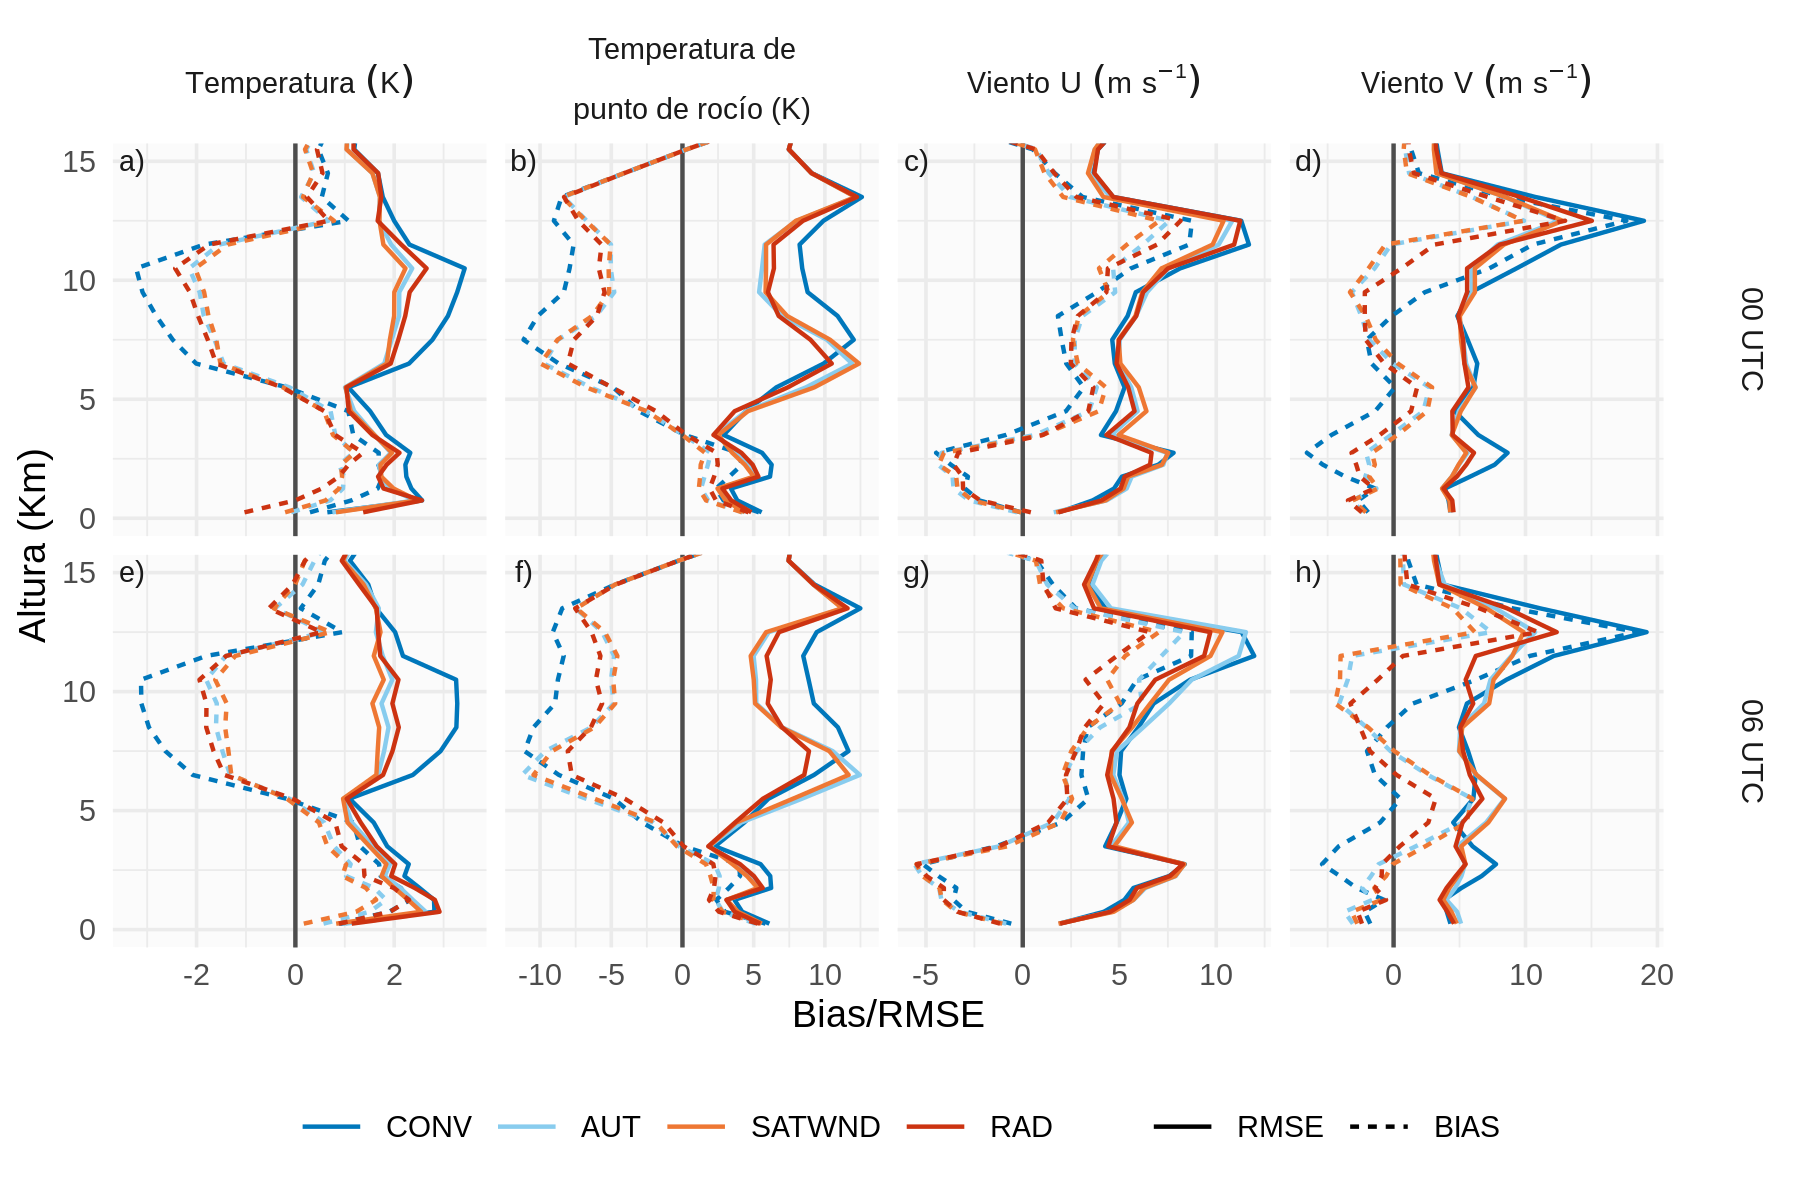 Temperatura (K)
Temperatura de
punto de rocío (K)
Viento U (m s⁻¹)
Viento V (m s⁻¹)
a)
b)
c)
d)
15
10
5
0
00 UTC
e)
f)
g)
h)
15
10
5
0
06 UTC
Altura (Km)
-2 0 2
-10 -5 0 5 10
-5 0 5 10
0 10 20
Bias/RMSE
CONV AUT SATWND RAD RMSE BIAS